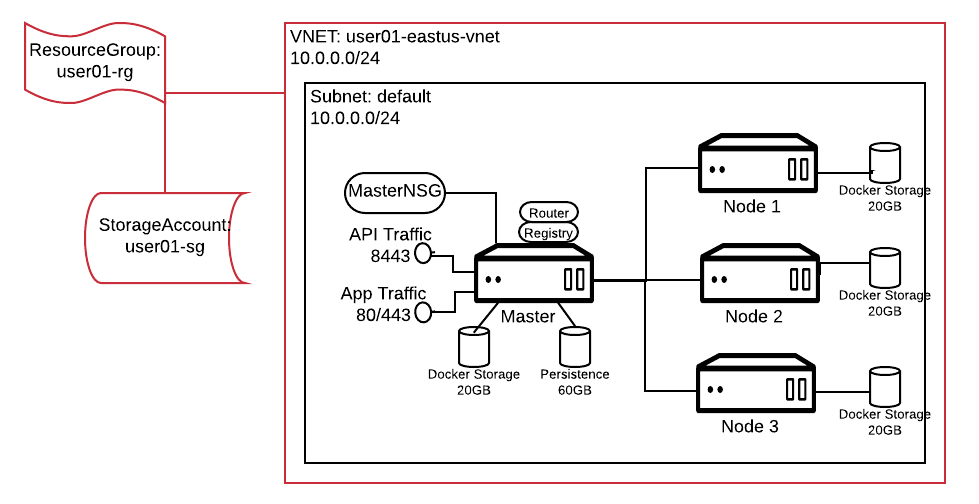 ResourceGroup:
user01-rg
StorageAccount:
user01-sg
VNET: user01-eastus-vnet
10.0.0.0/24
Subnet: default
10.0.0.0/24
MasterNSG
Router
Registry
API Traffic
8443
App Traffic
80/443
Master
Docker Storage
20GB
Persistence
60GB
Node 1
Docker Storage
20GB
Node 2
Docker Storage
20GB
Node 3
Docker Storage
20GB